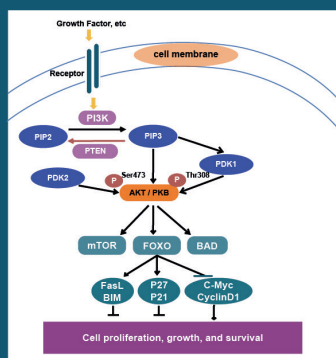 Growth Factor, etc
cell membrane
Receptor
PI3K
PIP2
PIP3
PTEN
PDK1
PDK2
P
Ser473
P
Thr308
AKT / PKB
mTOR
FOXO
BAD
FasL
BIM
P27
P21
C-Myc
CyclinD1
Cell proliferation, growth, and survival